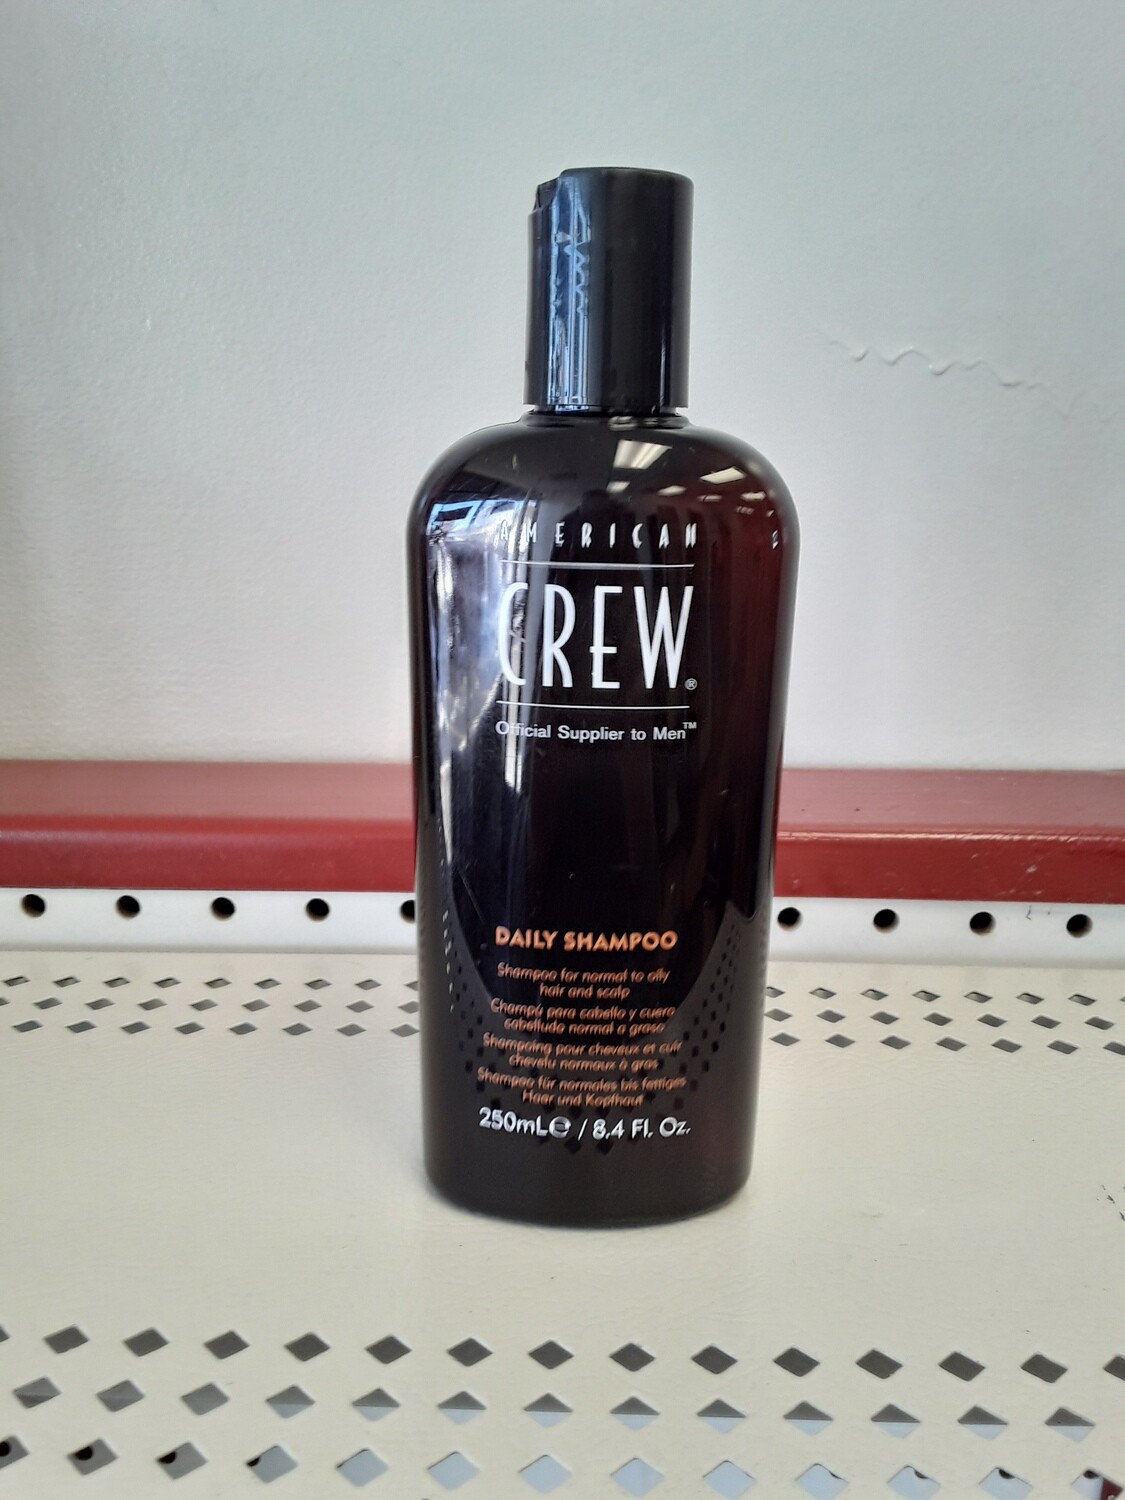 AMERICAN
CREW®
Official Supplier to Men™
DAILY SHAMPOO
Shampoo for normal to oily
hair and scalp
Champú para cabello y cuero
cabelludo normal a graso
Shampoing pour cheveux et cuir
chevelu normaux à gras
Shampoo für normales bis fettiges
Haar und Kopfhaut
250mL℮ / 8.4 Fl. Oz.